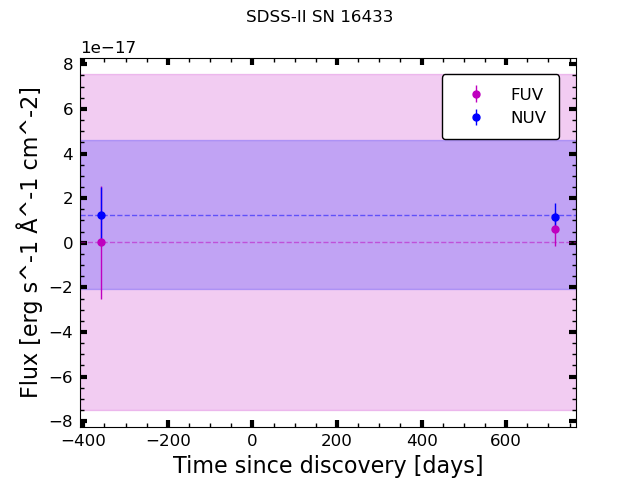 SDSS-II SN 16433
1e−17
8
6
4
2
0
−2
−4
−6
−8
−400
−200
0
200
400
600
FUV
NUV
Flux [erg s^-1 Å^-1 cm^-2]
Time since discovery [days]